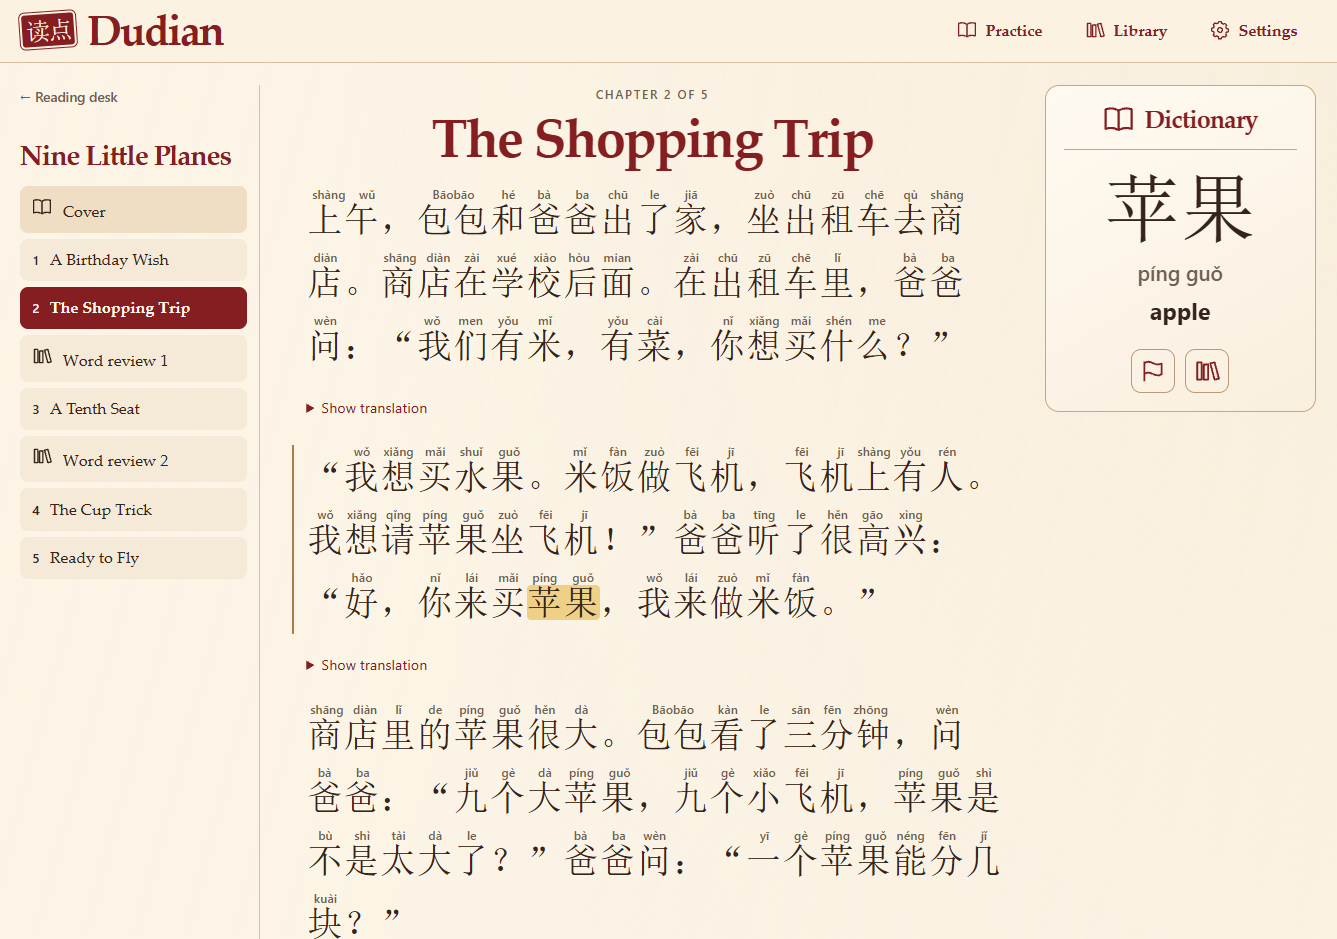 读点 Dudian
Practice
Library
Settings
← Reading desk
Nine Little Planes
Cover
1 A Birthday Wish
2 The Shopping Trip
Word review 1
3 A Tenth Seat
Word review 2
4 The Cup Trick
5 Ready to Fly
CHAPTER 2 OF 5
The Shopping Trip
shàng wǔ Bāobāo hé bà ba chū le jiā zuò chū zū chē qù shāng
上午，包包和爸爸出了家，坐出租车去商
diàn shāng diàn zài xué xiào hòu mian zài chū zū chē lǐ bà ba
店。商店在学校后面。在出租车里，爸爸
wèn wǒ men yǒu mǐ yǒu cài nǐ xiǎng mǎi shén me
问：“我们有米，有菜，你想买什么？”
▶ Show translation
wǒ xiǎng mǎi shuǐ guǒ mǐ fàn zuò fēi jī fēi jī shàng yǒu rén
“我想买水果。米饭做飞机，飞机上有人。
wǒ xiǎng qǐng píng guǒ zuò fēi jī bà ba tīng le hěn gāo xìng
我想请苹果坐飞机！”爸爸听了很高兴：
hǎo nǐ lái mǎi píng guǒ wǒ lái zuò mǐ fàn
“好，你来买苹果，我来做米饭。”
▶ Show translation
shāng diàn lǐ de píng guǒ hěn dà Bāobāo kàn le sān fēn zhōng wèn
商店里的苹果很大。包包看了三分钟，问
bà ba jiǔ gè dà píng guǒ jiǔ gè xiǎo fēi jī píng guǒ shì
爸爸：“九个大苹果，九个小飞机，苹果是
bù shì tài dà le bà ba wèn yī gè píng guǒ néng fēn jǐ
不是太大了？”爸爸问：“一个苹果能分几
kuài
块？”
Dictionary
苹果
píng guǒ
apple